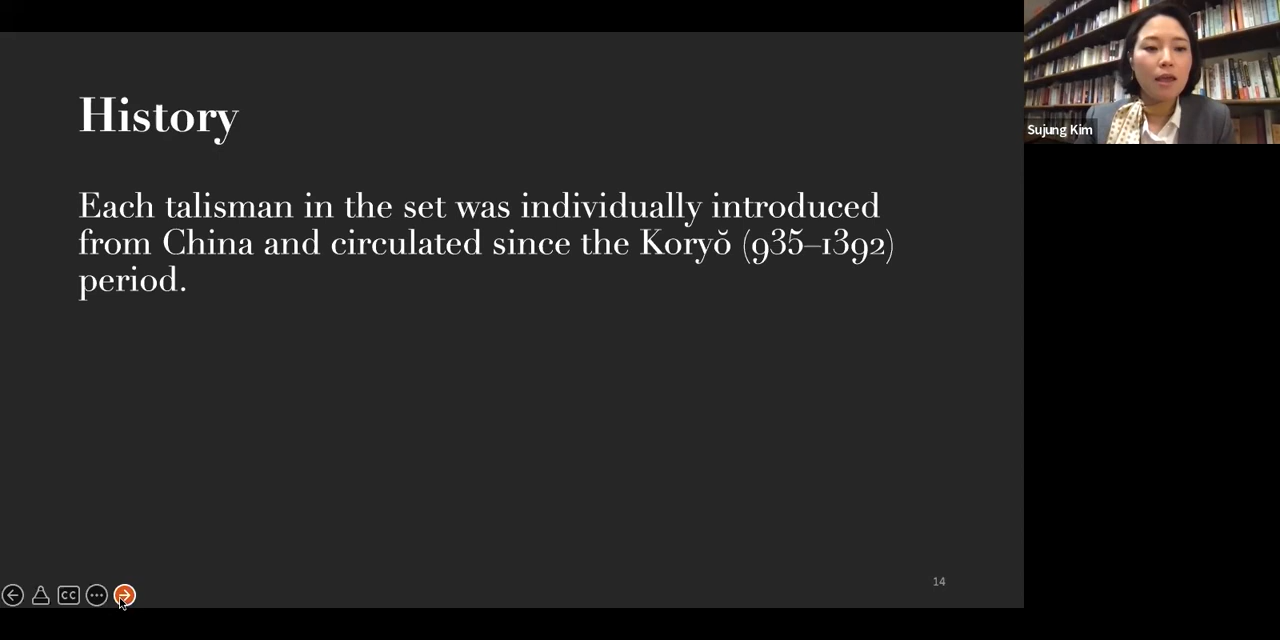 History
Each talisman in the set was individually introduced
from China and circulated since the Koryŏ (935–1392)
period.
14
CC
Sujung Kim